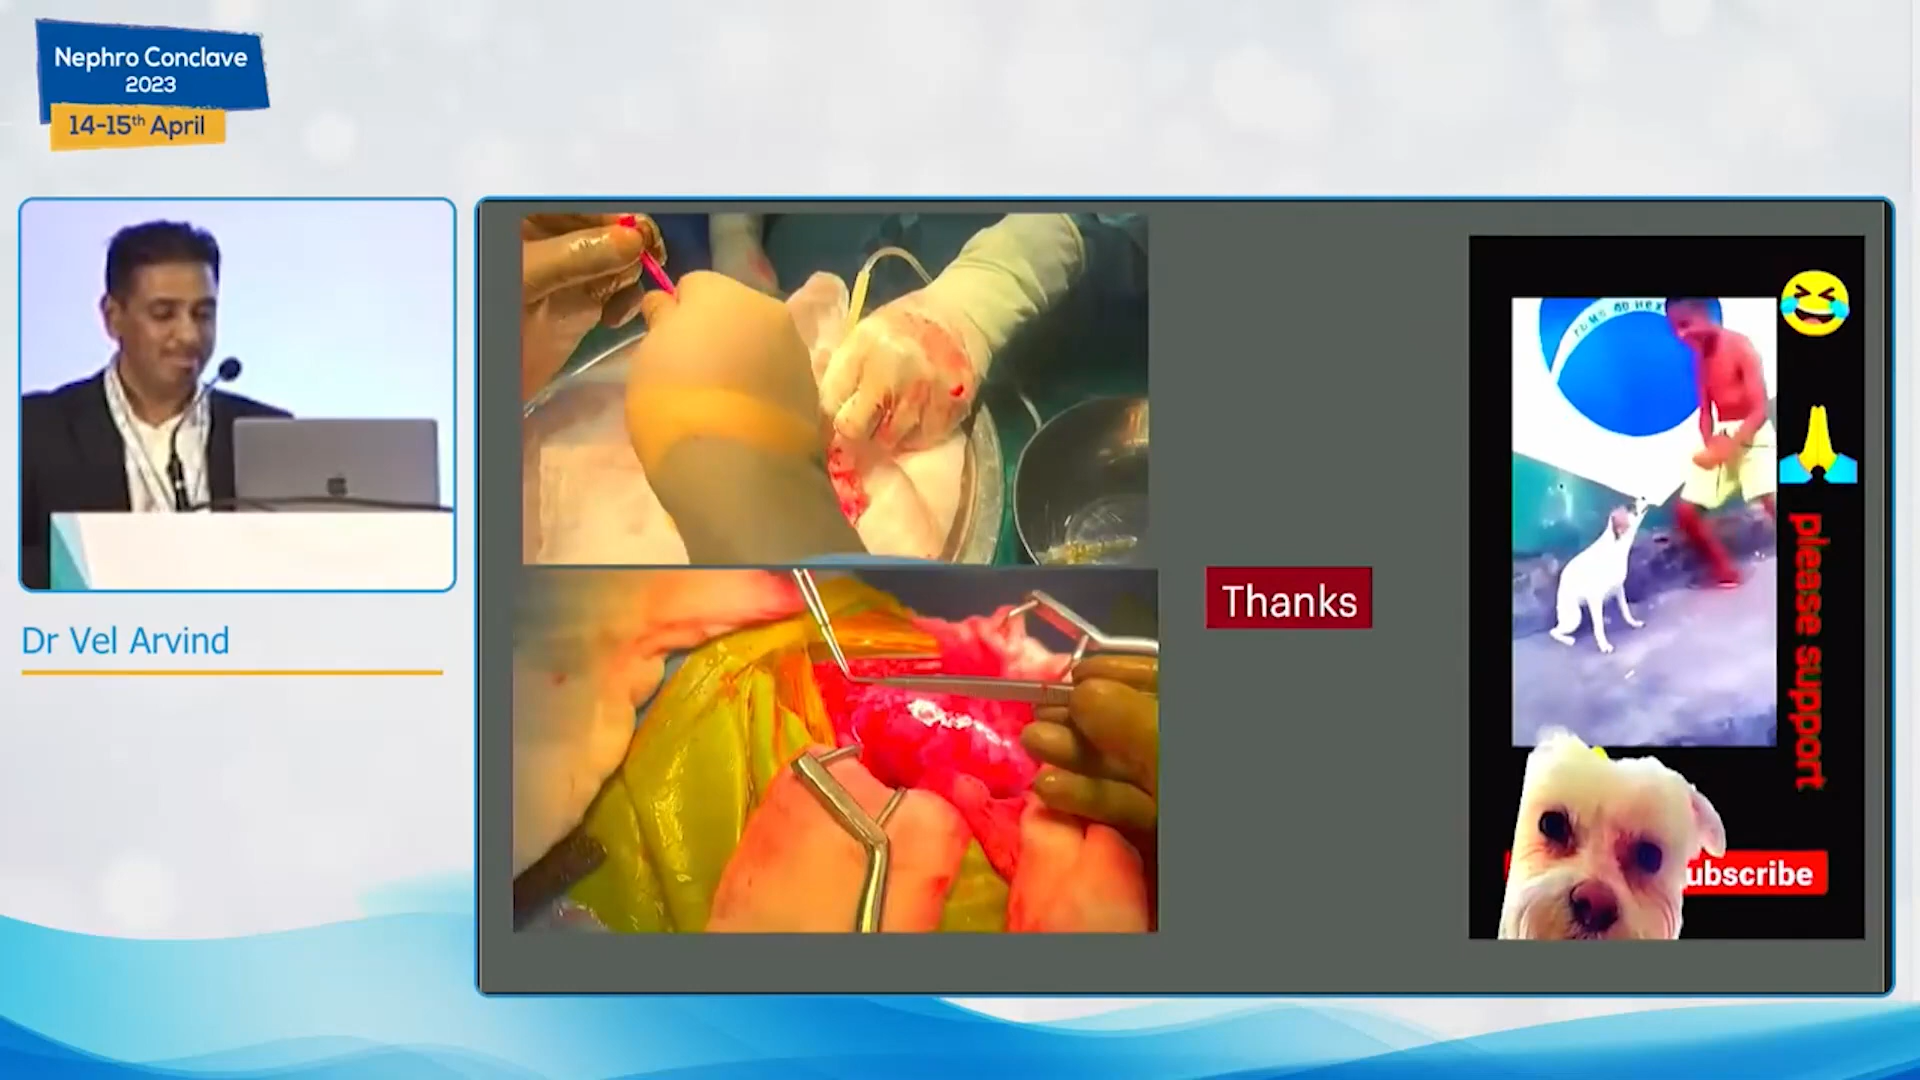 Nephro Conclave
2023
14-15th April
Dr Vel Arvind
Thanks
please support
ubscribe